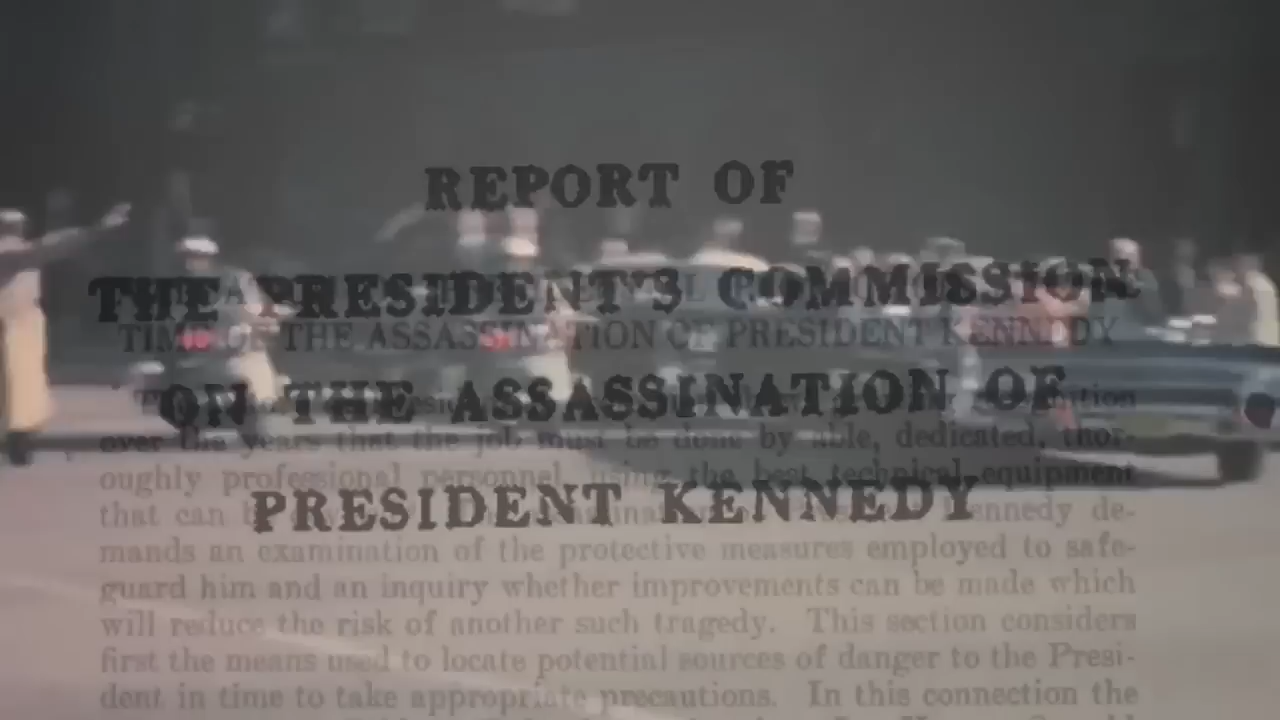 REPORT OF
THE PRESIDENT'S COMMISSION
TIME OF THE ASSASSINATION OF PRESIDENT KENNEDY
ON THE ASSASSINATION OF
over the years that the job must be done by able, dedicated, thor-
oughly professional personnel, using the best technical equipment
PRESIDENT KENNEDY
that can Kennedy de-
mands an examination of the protective measures employed to safe-
guard him and an inquiry whether improvements can be made which
will reduce the risk of another such tragedy. This section considers
first the means used to locate potential sources of danger to the Presi-
dent in time to take appropriate precautions. In this connection the